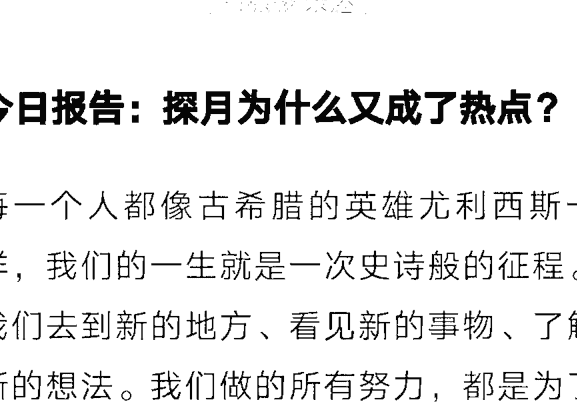 今日报告：探月为什么又成了热点？
每一个人都像古希腊的英雄尤利西斯一
样，我们的一生就是一次史诗般的征程。
我们去到新的地方、看见新的事物、了解
新的想法。我们做的所有努力，都是为了